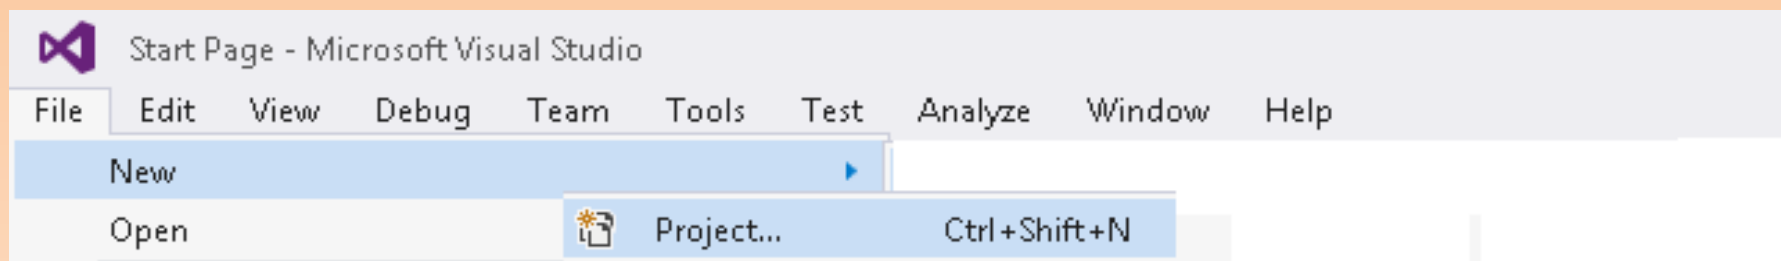 Start Page - Microsoft Visual Studio
File Edit View Debug Team Tools Test Analyze Window Help
New
Open Project... Ctrl+Shift+N